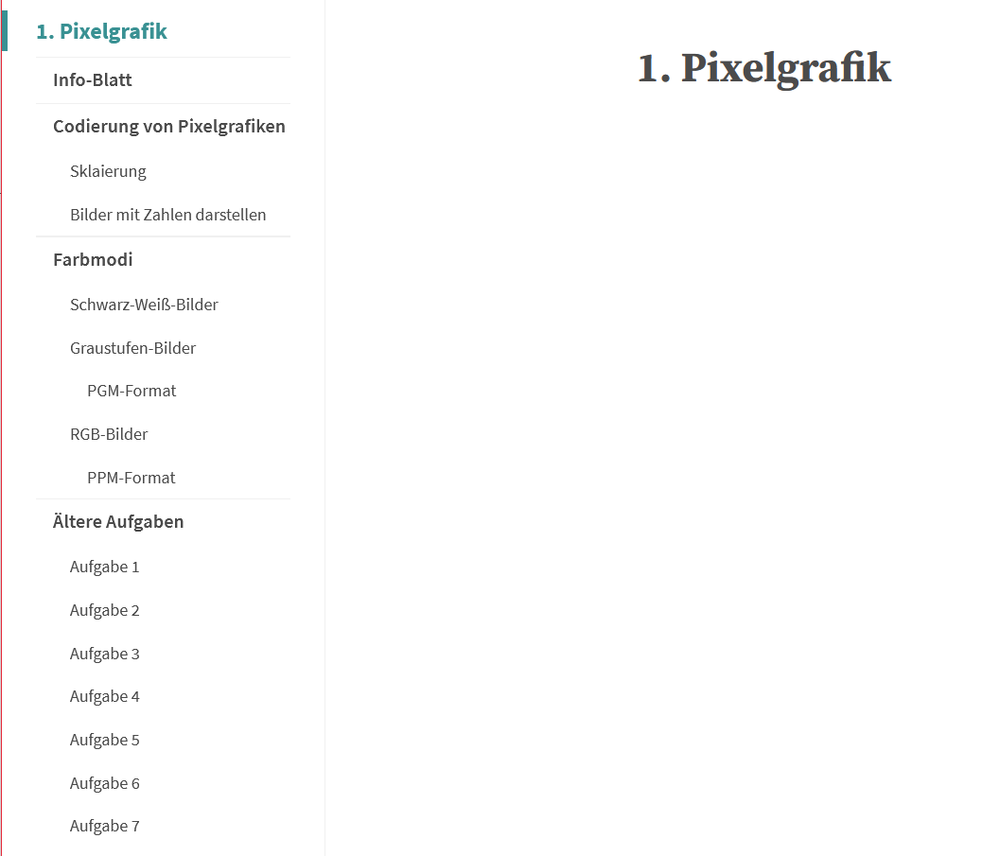 1. Pixelgrafik
Info-Blatt
Codierung von Pixelgrafiken
Sklaierung
Bilder mit Zahlen darstellen
Farbmodi
Schwarz-Weiß-Bilder
Graustufen-Bilder
PGM-Format
RGB-Bilder
PPM-Format
Ältere Aufgaben
Aufgabe 1
Aufgabe 2
Aufgabe 3
Aufgabe 4
Aufgabe 5
Aufgabe 6
Aufgabe 7
1. Pixelgrafik